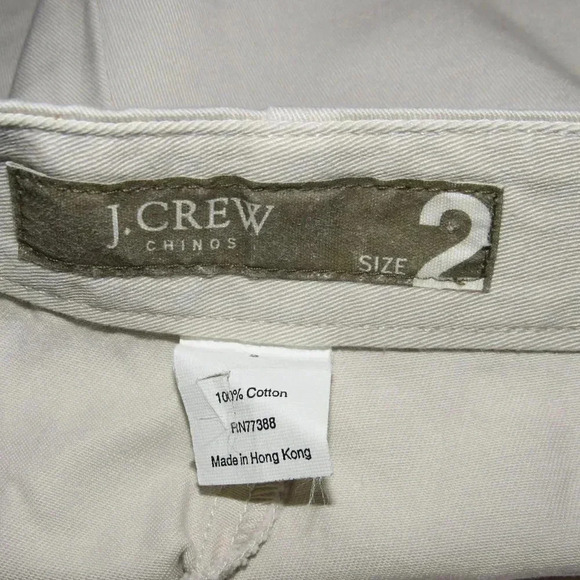 J.CREW
CHINOS
SIZE 2
100% Cotton
RN77388
Made in Hong Kong